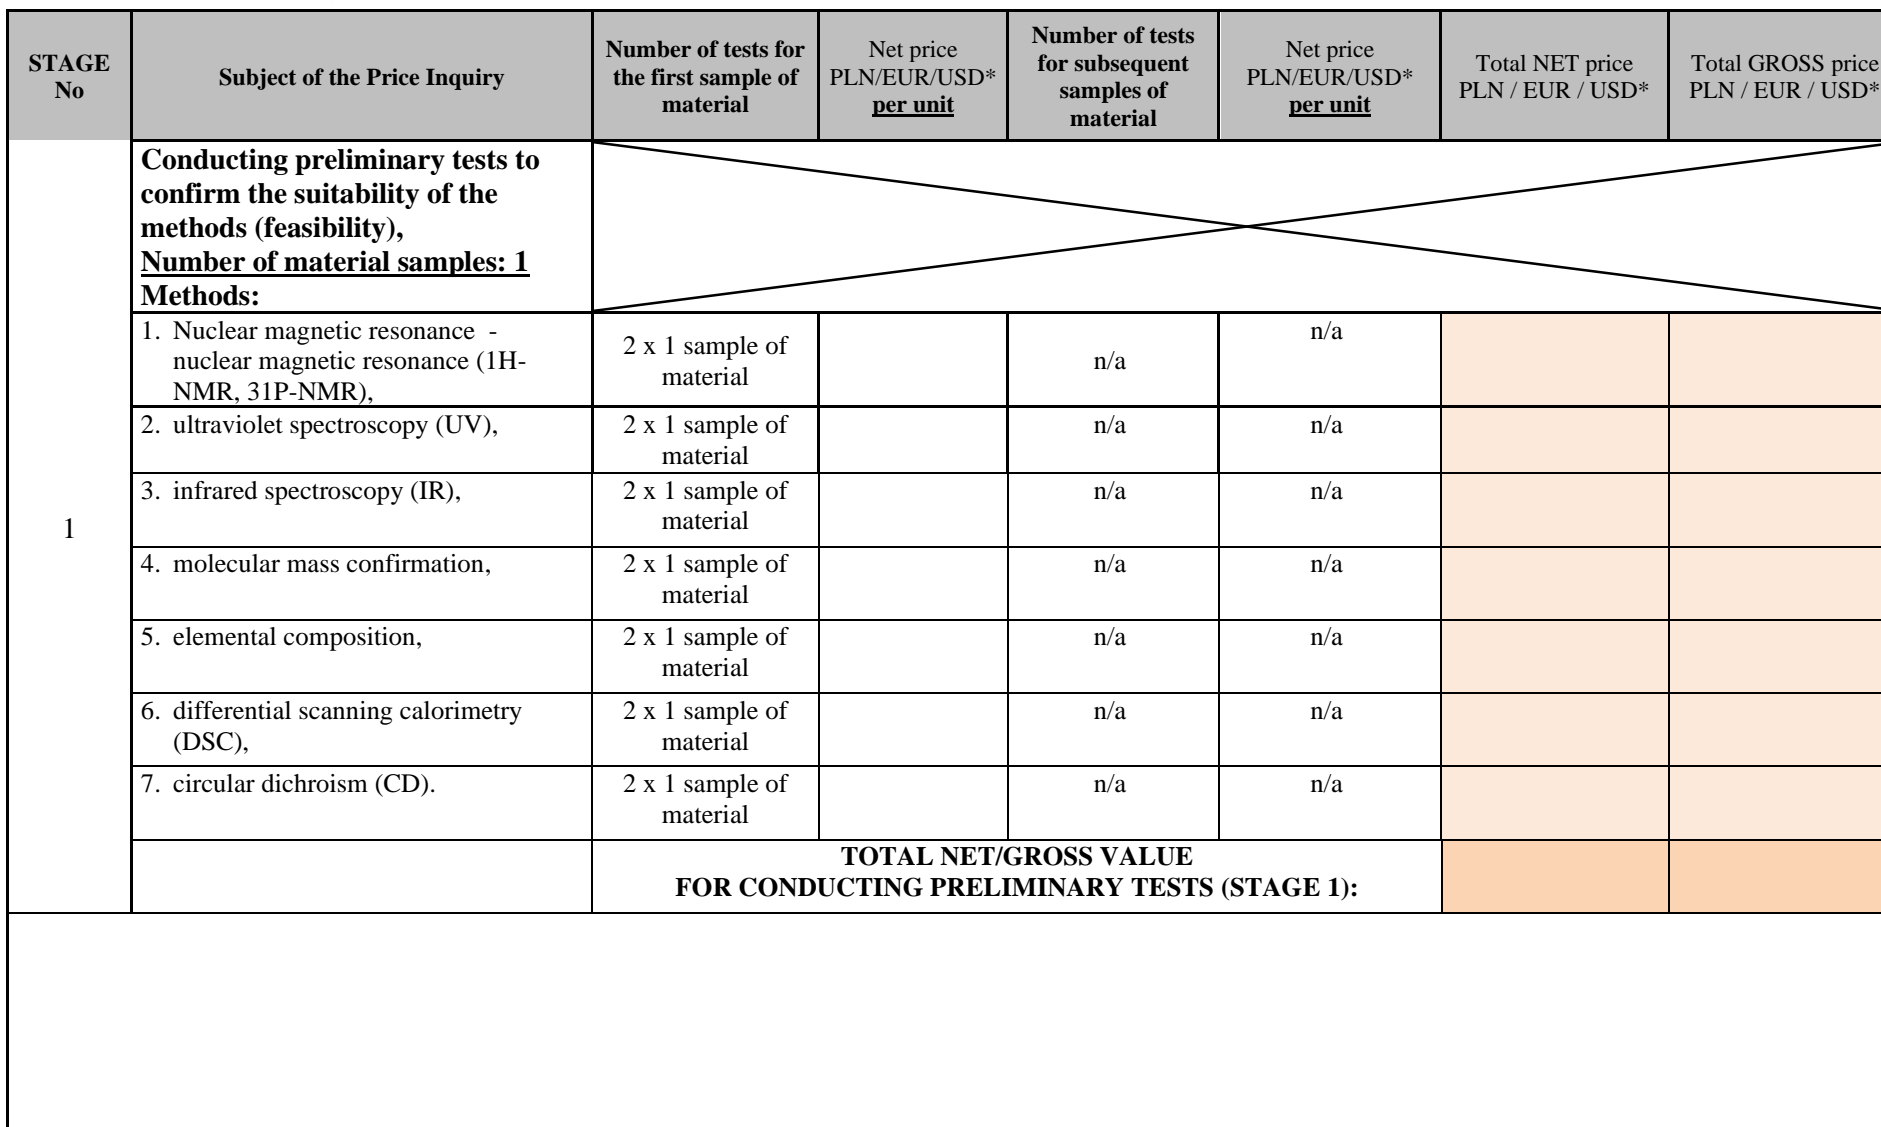 STAGE
No
Subject of the Price Inquiry
Number of tests for
the first sample of
material
Net price
PLN/EUR/USD*
per unit
Number of tests
for subsequent
samples of
material
Net price
PLN/EUR/USD*
per unit
Total NET price
PLN / EUR / USD*
Total GROSS price
PLN / EUR / USD*
1
Conducting preliminary tests to
confirm the suitability of the
methods (feasibility),
Number of material samples: 1
Methods:
1. Nuclear magnetic resonance -
nuclear magnetic resonance (1H-
NMR, 31P-NMR),
2 x 1 sample of
material
n/a
n/a
2. ultraviolet spectroscopy (UV),
2 x 1 sample of
material
n/a
n/a
3. infrared spectroscopy (IR),
2 x 1 sample of
material
n/a
n/a
4. molecular mass confirmation,
2 x 1 sample of
material
n/a
n/a
5. elemental composition,
2 x 1 sample of
material
n/a
n/a
6. differential scanning calorimetry
(DSC),
2 x 1 sample of
material
n/a
n/a
7. circular dichroism (CD).
2 x 1 sample of
material
n/a
n/a
TOTAL NET/GROSS VALUE
FOR CONDUCTING PRELIMINARY TESTS (STAGE 1):